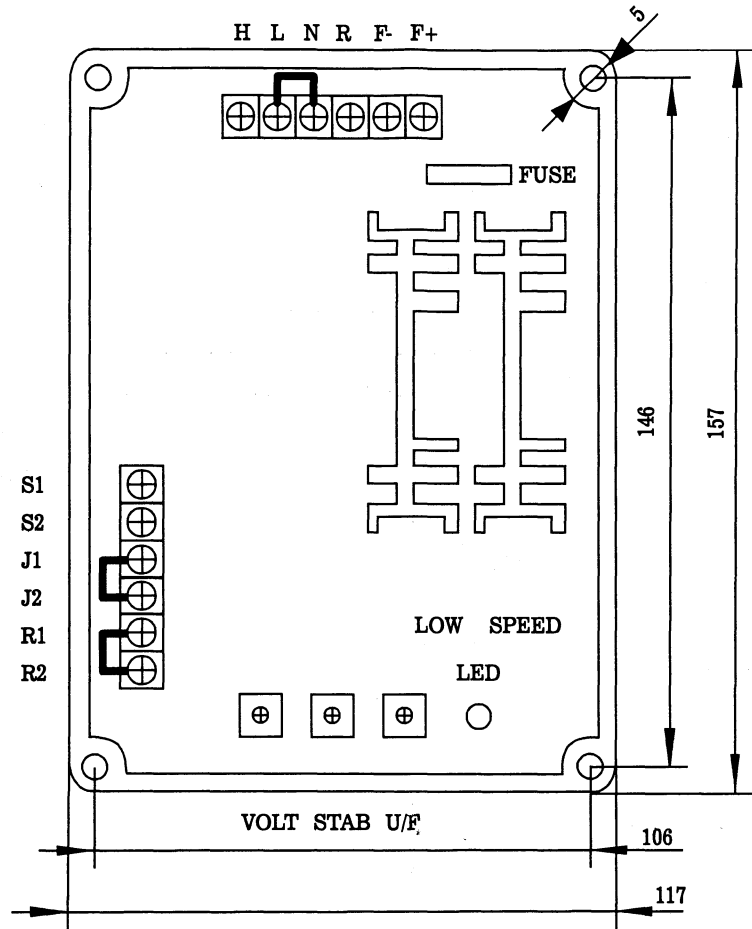 H L N R F- F+
5
FUSE
146
157
S1
S2
J1
J2
R1
R2
LOW SPEED
LED
VOLT STAB U/F
106
117